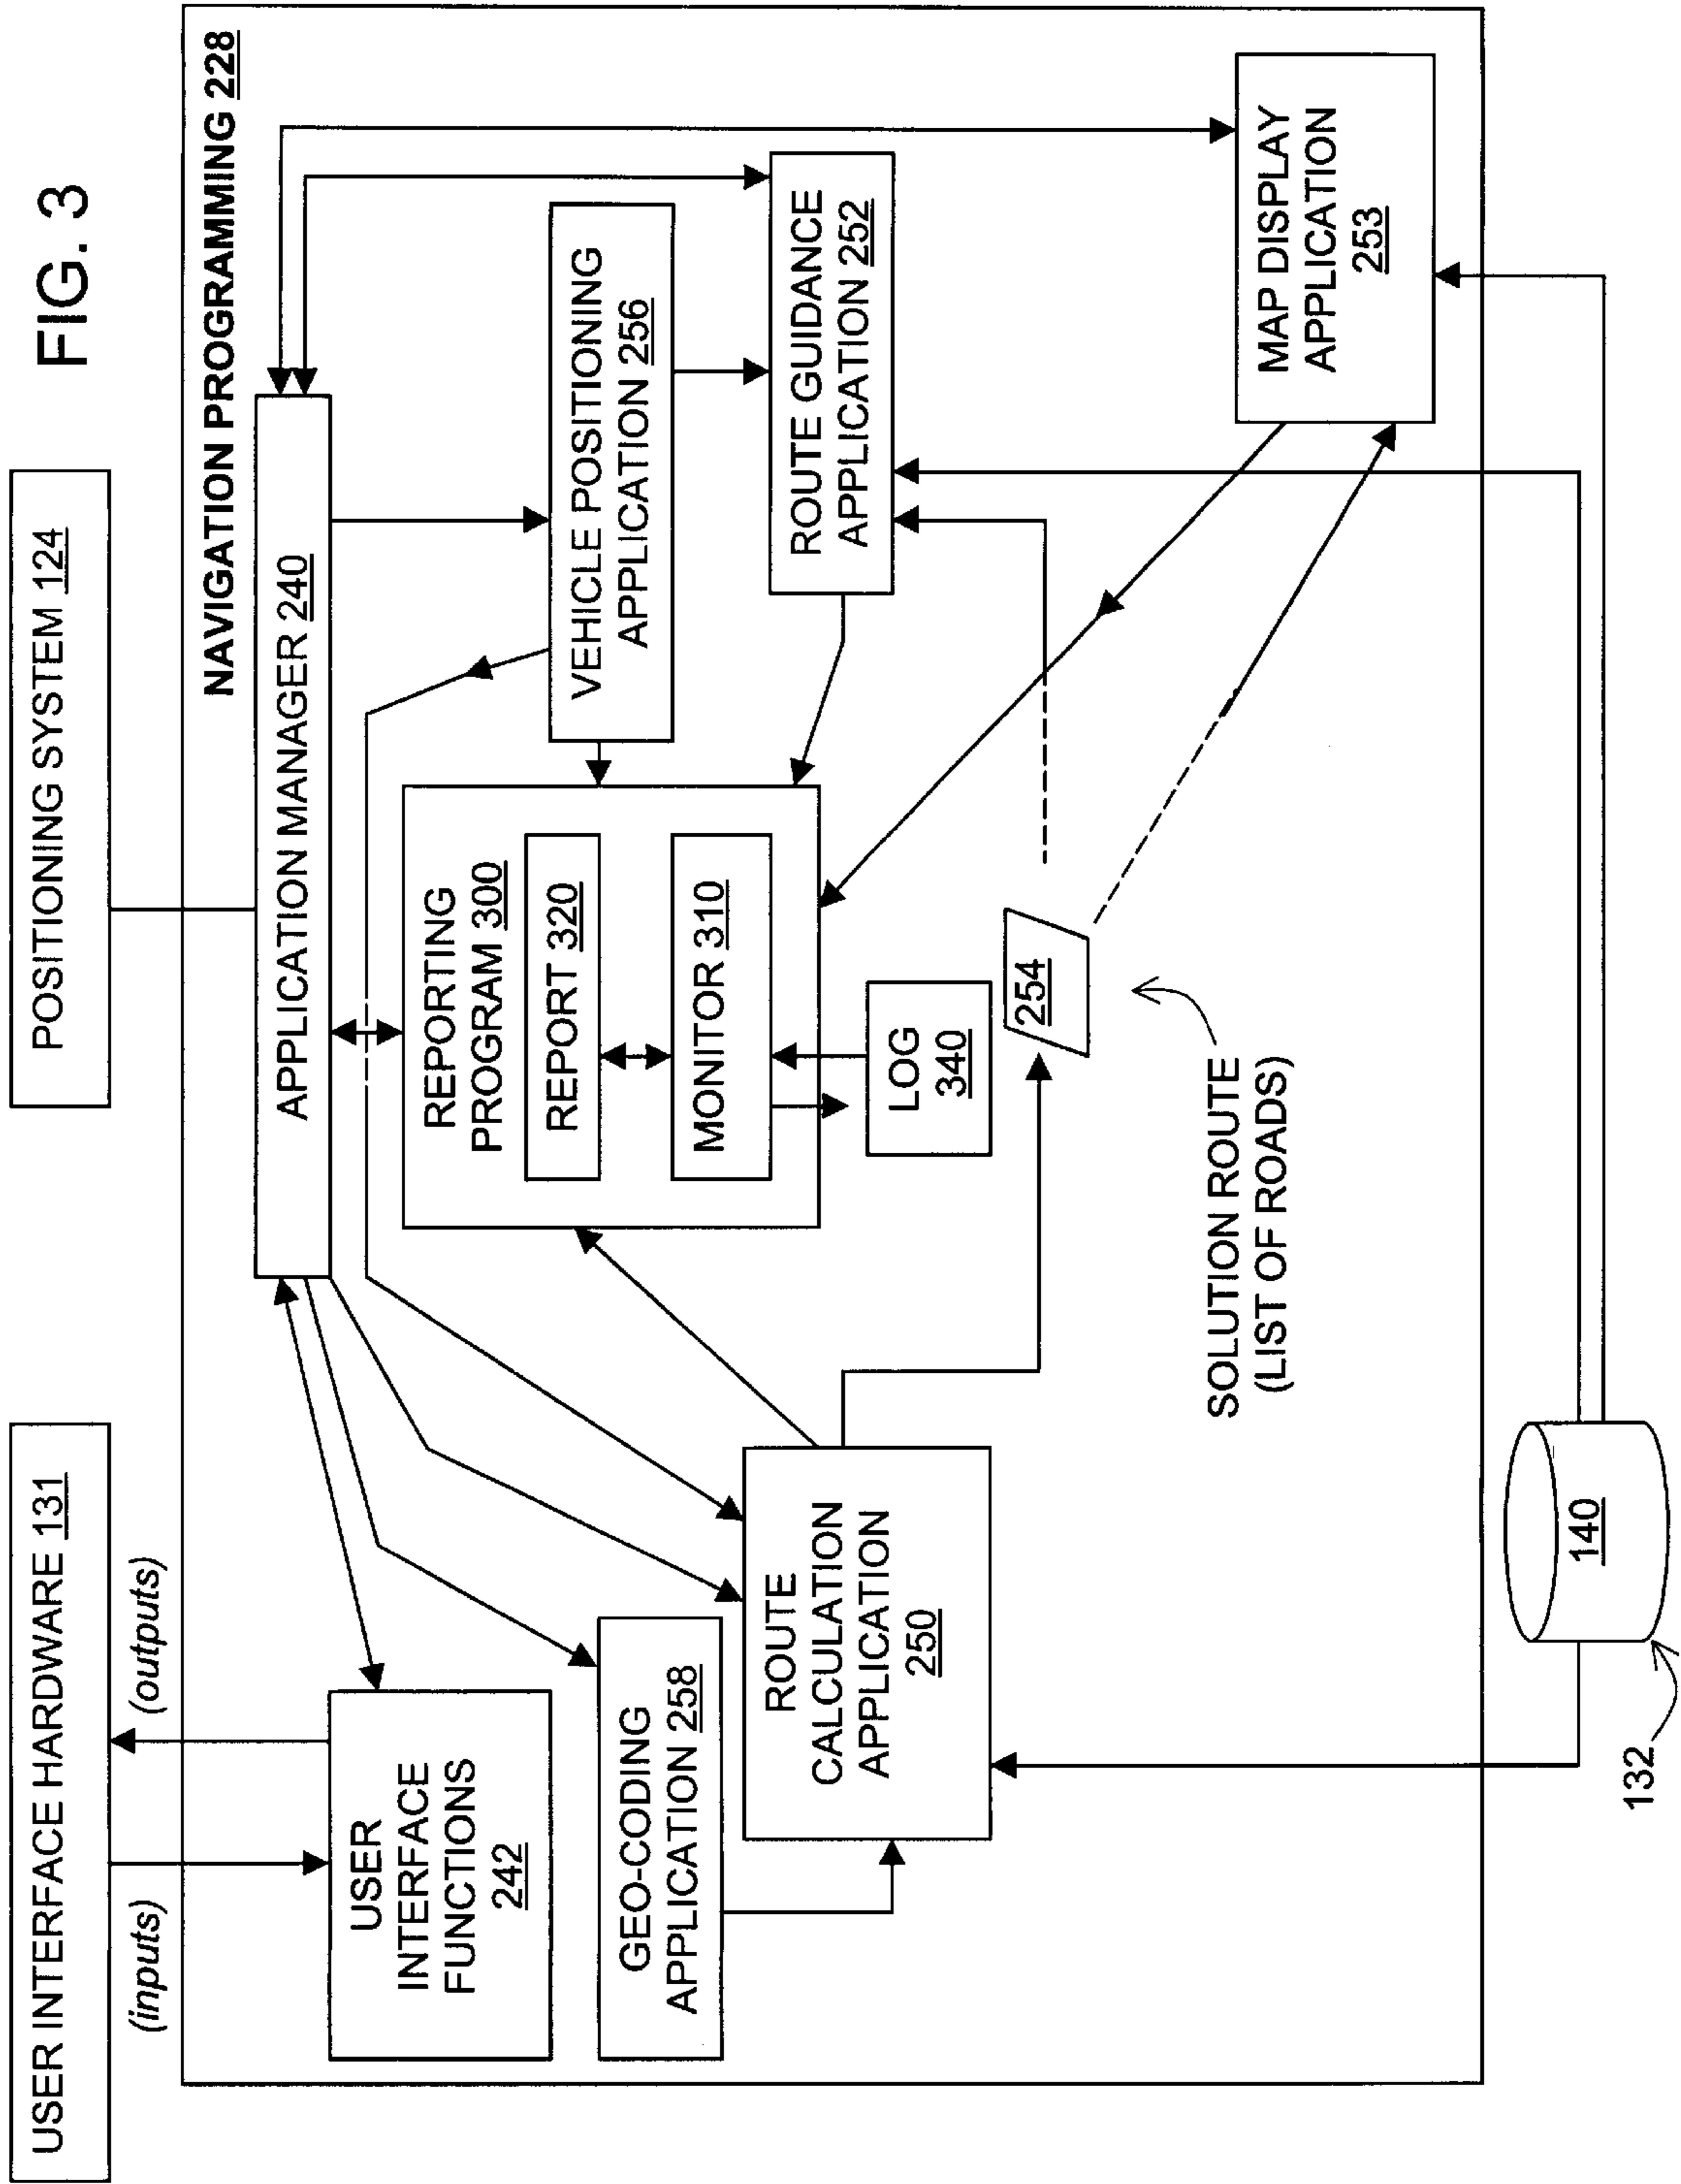 FIG. 3
USER INTERFACE HARDWARE 131
POSITIONING SYSTEM 124
(inputs)
(outputs)
NAVIGATION PROGRAMMING 228
APPLICATION MANAGER 240
USER
INTERFACE
FUNCTIONS
242
GEO-CODING
APPLICATION 258
ROUTE
CALCULATION
APPLICATION
250
REPORTING
PROGRAM 300
REPORT 320
MONITOR 310
LOG
340
VEHICLE POSITIONING
APPLICATION 256
ROUTE GUIDANCE
APPLICATION 252
254
SOLUTION ROUTE
(LIST OF ROADS)
MAP DISPLAY
APPLICATION
253
140
132